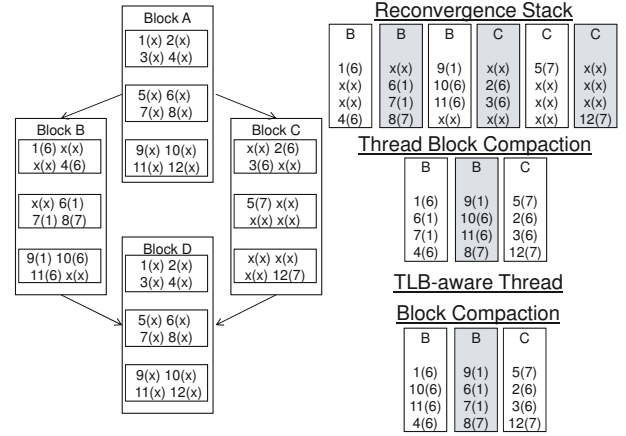 Block A
1(x) 2(x)
3(x) 4(x)
5(x) 6(x)
7(x) 8(x)
9(x) 10(x)
11(x) 12(x)
Block B
1(6) x(x)
x(x) 4(6)
x(x) 6(1)
7(1) 8(7)
9(1) 10(6)
11(6) x(x)
Block C
x(x) 2(6)
3(6) x(x)
5(7) x(x)
x(x) x(x)
x(x) x(x)
x(x) 12(7)
Block D
1(x) 2(x)
3(x) 4(x)
5(x) 6(x)
7(x) 8(x)
9(x) 10(x)
11(x) 12(x)
Reconvergence Stack
B B B C C C
1(6) x(x) 9(1) x(x) 5(7) x(x)
x(x) 6(1) 10(6) 2(6) x(x) x(x)
x(x) 7(1) 11(6) 3(6) x(x) x(x)
4(6) 8(7) x(x) x(x) x(x) 12(7)
Thread Block Compaction
B B C
1(6) 9(1) 5(7)
6(1) 10(6) 2(6)
7(1) 11(6) 3(6)
4(6) 8(7) 12(7)
TLB-aware Thread
Block Compaction
B B C
1(6) 9(1) 5(7)
10(6) 6(1) 2(6)
11(6) 7(1) 3(6)
4(6) 8(7) 12(7)